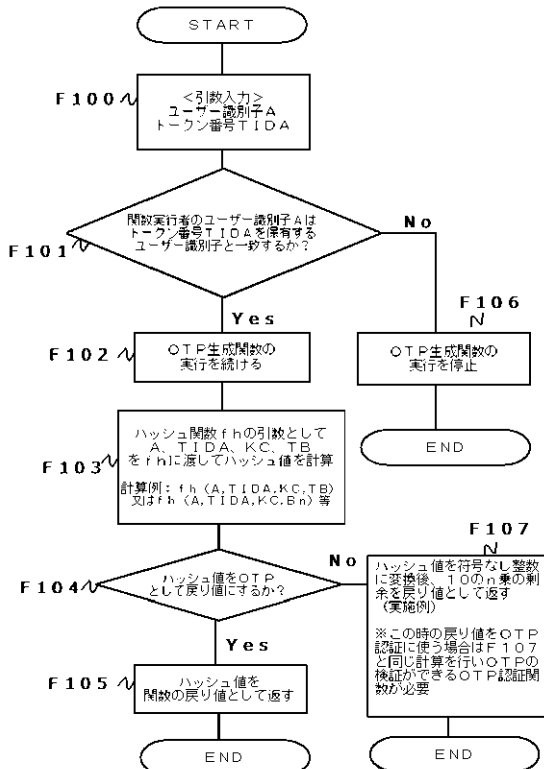 START
F100
<引数入力>
ユーザー識別子A
トークン番号TIDA
関数実行者のユーザー識別子Aは
トークン番号TIDAを保有する
ユーザー識別子と一致するか?
F101
No
Yes
F106
F102
OTP生成関数の
実行を続ける
OTP生成関数の
実行を停止
END
F103
ハッシュ関数fhの引数として
A、TIDA、KC、TB
をfhに渡してハッシュ値を計算
計算例:fh(A,TIDA,KC,TB)
又はfh(A,TIDA,KC,Bn)等
F104
ハッシュ値をOTP
として戻り値にするか?
No
Yes
F107
ハッシュ値を符号なし整数
に変換後、10のn乗の剰
余を戻り値として返す
(実施例)
※この時の戻り値をOTP
認証に使う場合はF107
と同じ計算を行いOTPの
検証ができるOTP認証関
数が必要
F105
ハッシュ値を
関数の戻り値として返す
END
END